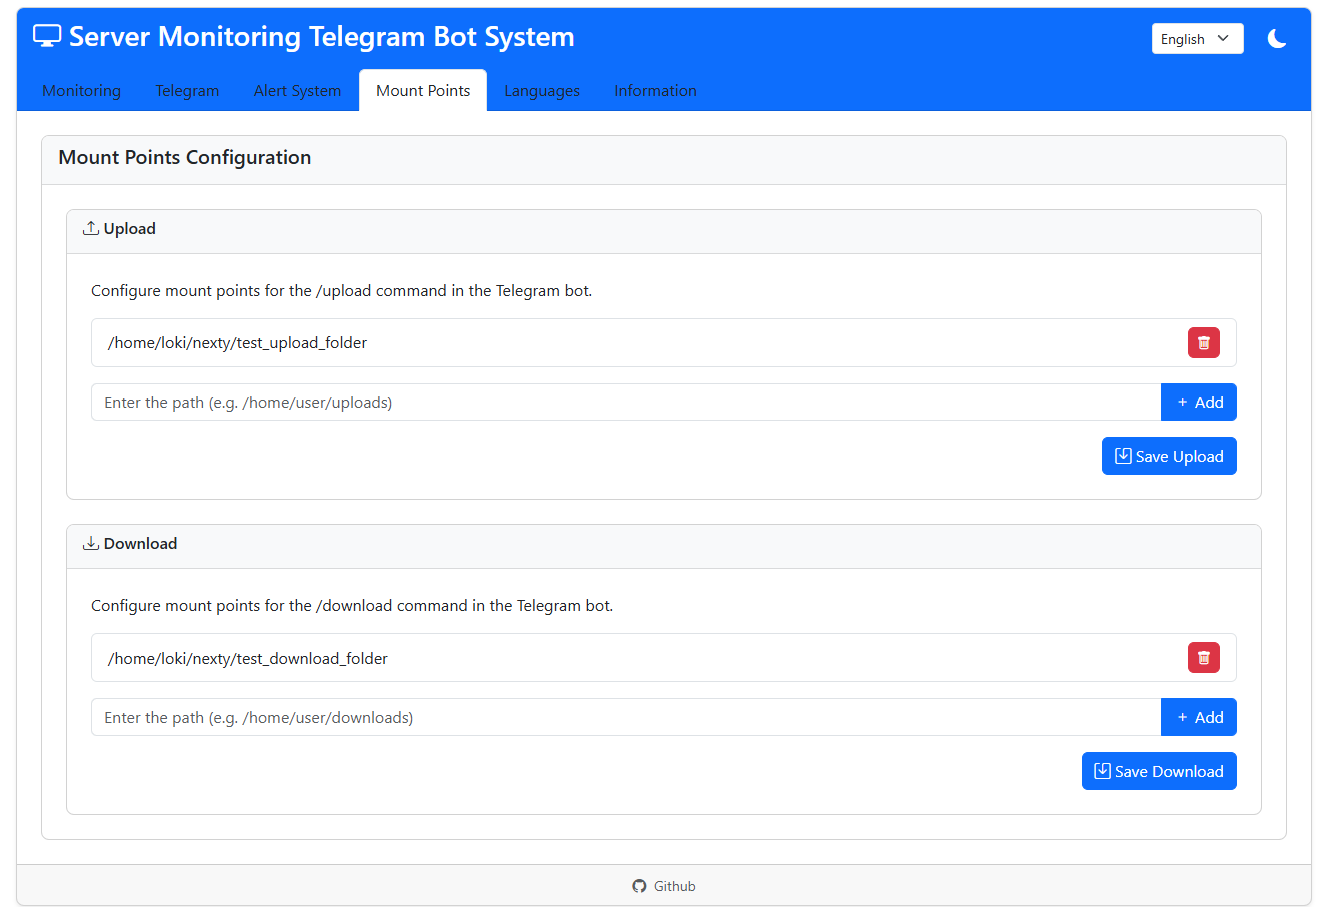 Server Monitoring Telegram Bot System
English
Monitoring Telegram Alert System Mount Points Languages Information
Mount Points Configuration
Upload
Configure mount points for the /upload command in the Telegram bot.
/home/loki/nexty/test_upload_folder
Enter the path (e.g. /home/user/uploads)
+ Add
Save Upload
Download
Configure mount points for the /download command in the Telegram bot.
/home/loki/nexty/test_download_folder
Enter the path (e.g. /home/user/downloads)
+ Add
Save Download
Github